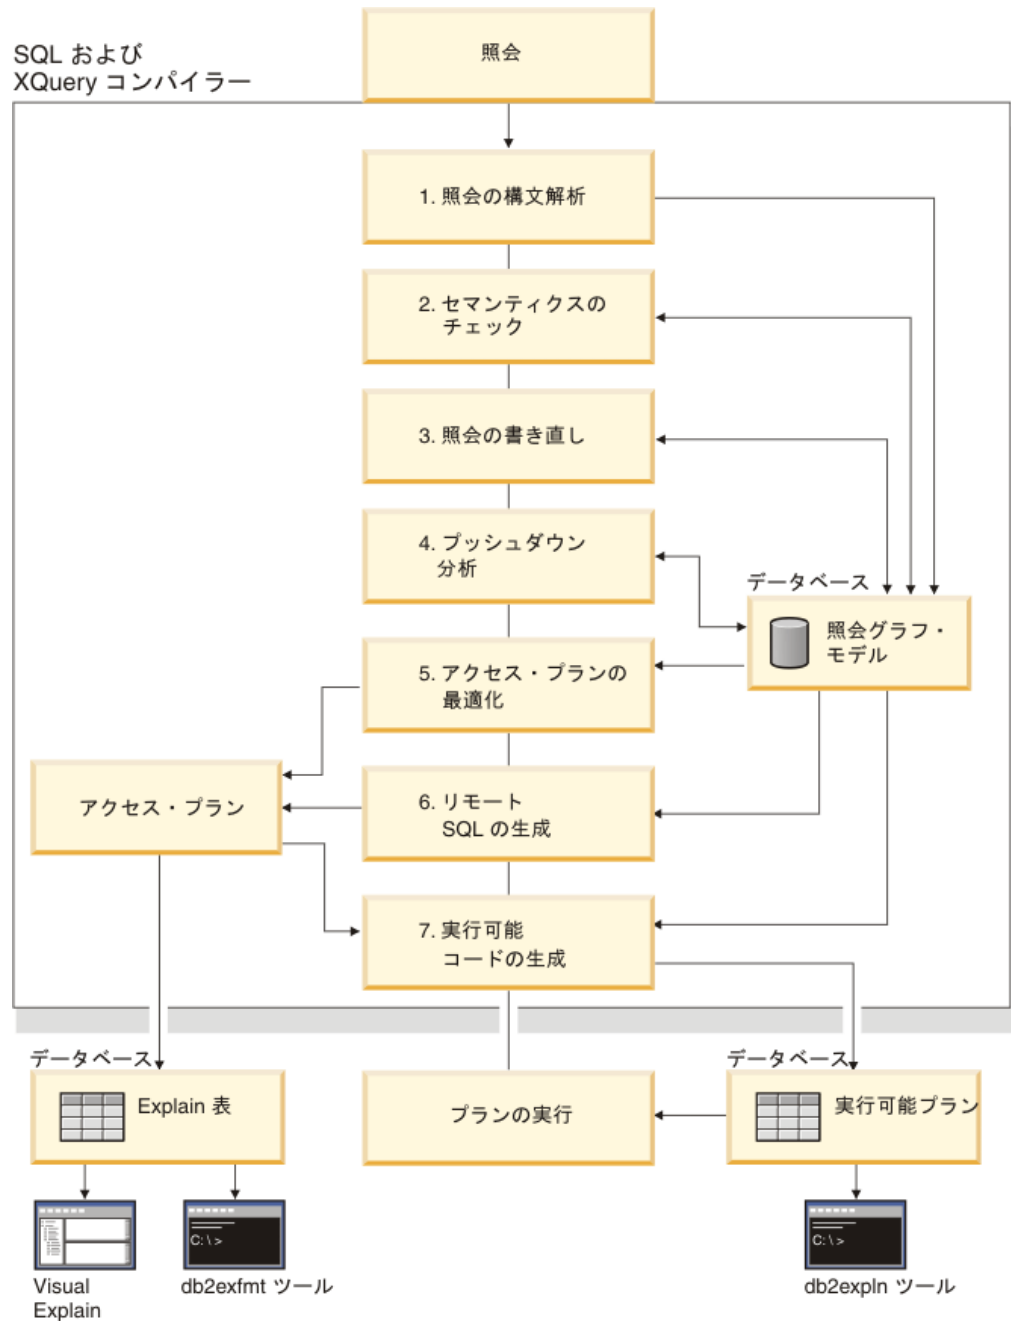 SQL および
XQuery コンパイラー
照会
1. 照会の構文解析
2. セマンティクスの
チェック
3. 照会の書き直し
4. プッシュダウン
分析
データベース
照会グラフ・
モデル
5. アクセス・プランの
最適化
アクセス・プラン
6. リモート
SQL の生成
7. 実行可能
コードの生成
データベース
Explain 表
プランの実行
データベース
実行可能プラン
C:\>
C:\>
Visual
Explain
db2exfmt ツール
db2expln ツール